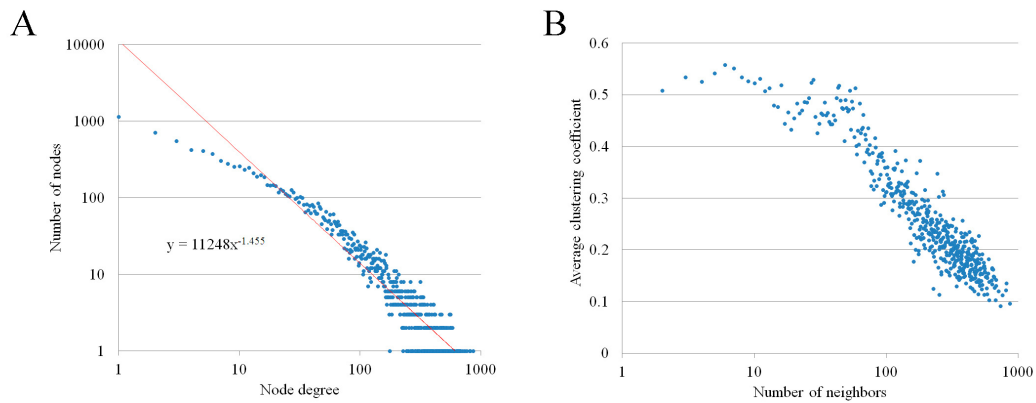 A
10000
1000
100
10
1
Number of nodes
y = 11248x^-1.455
1 10 100 1000
Node degree
B
0.6
0.5
0.4
0.3
0.2
0.1
0
Average clustering coefficient
1 10 100 1000
Number of neighbors